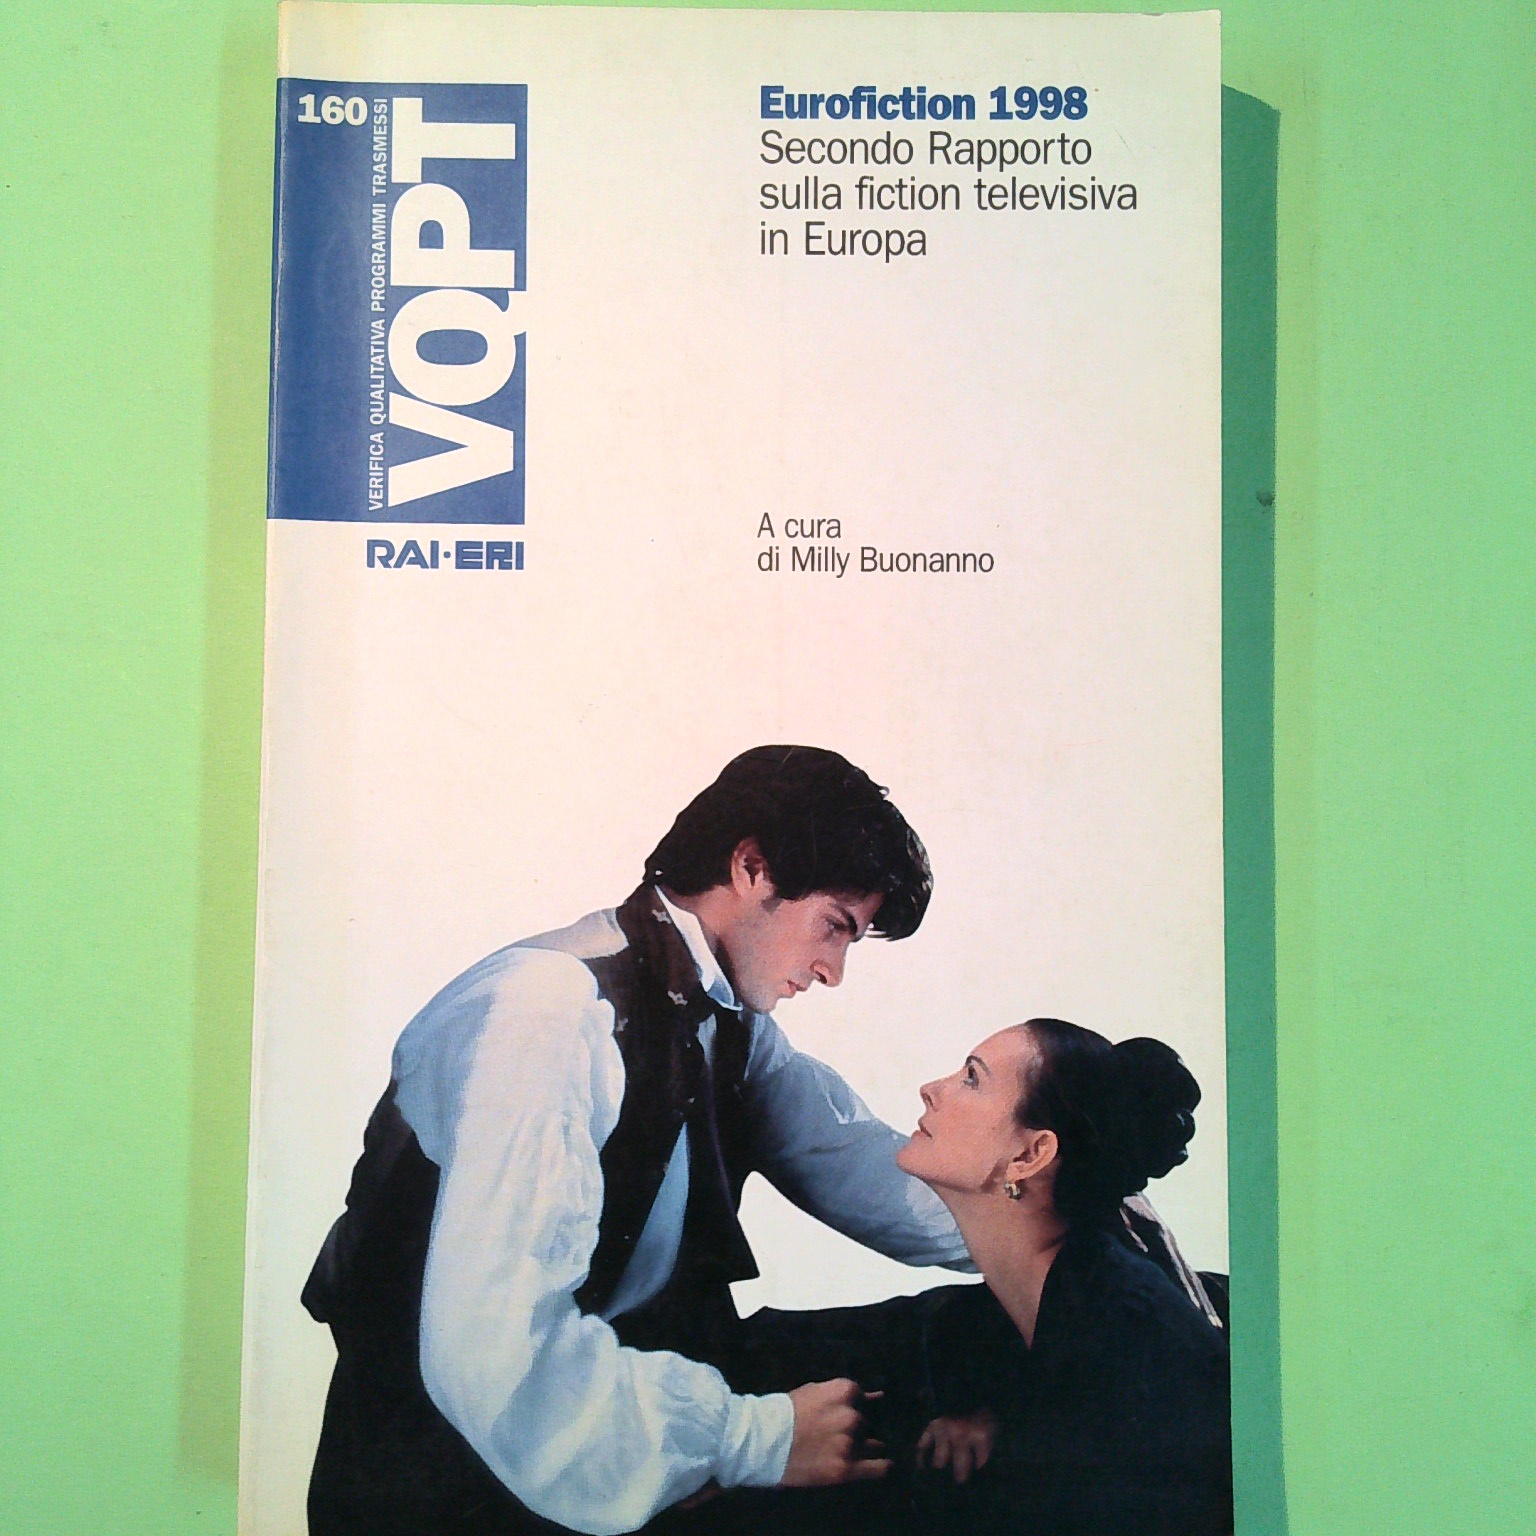 160
VERIFICA QUALITATIVA PROGRAMMI TRASMESSI
VQPT
RAI·ERI
Eurofiction 1998
Secondo Rapporto
sulla fiction televisiva
in Europa
A cura
di Milly Buonanno